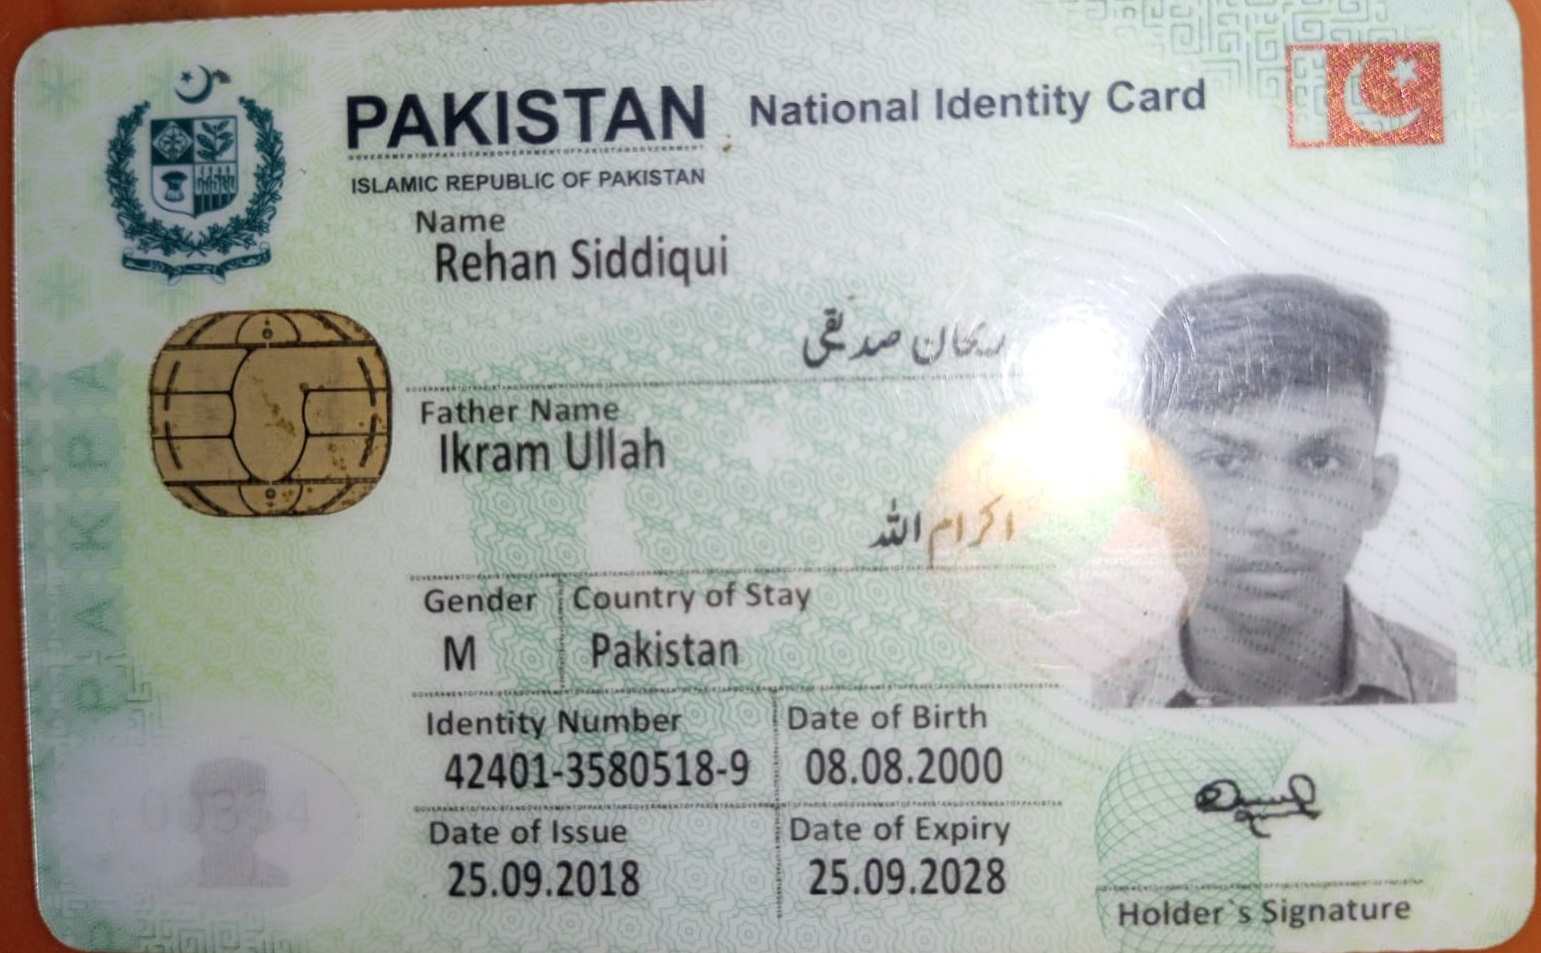 PAKISTAN National Identity Card
ISLAMIC REPUBLIC OF PAKISTAN
Name
Rehan Siddiqui
ریحان صدیقی
Father Name
Ikram Ullah
اکرام اللہ
Gender Country of Stay
M Pakistan
Identity Number Date of Birth
42401-3580518-9 08.08.2000
Date of Issue Date of Expiry
25.09.2018 25.09.2028
Holder`s Signature